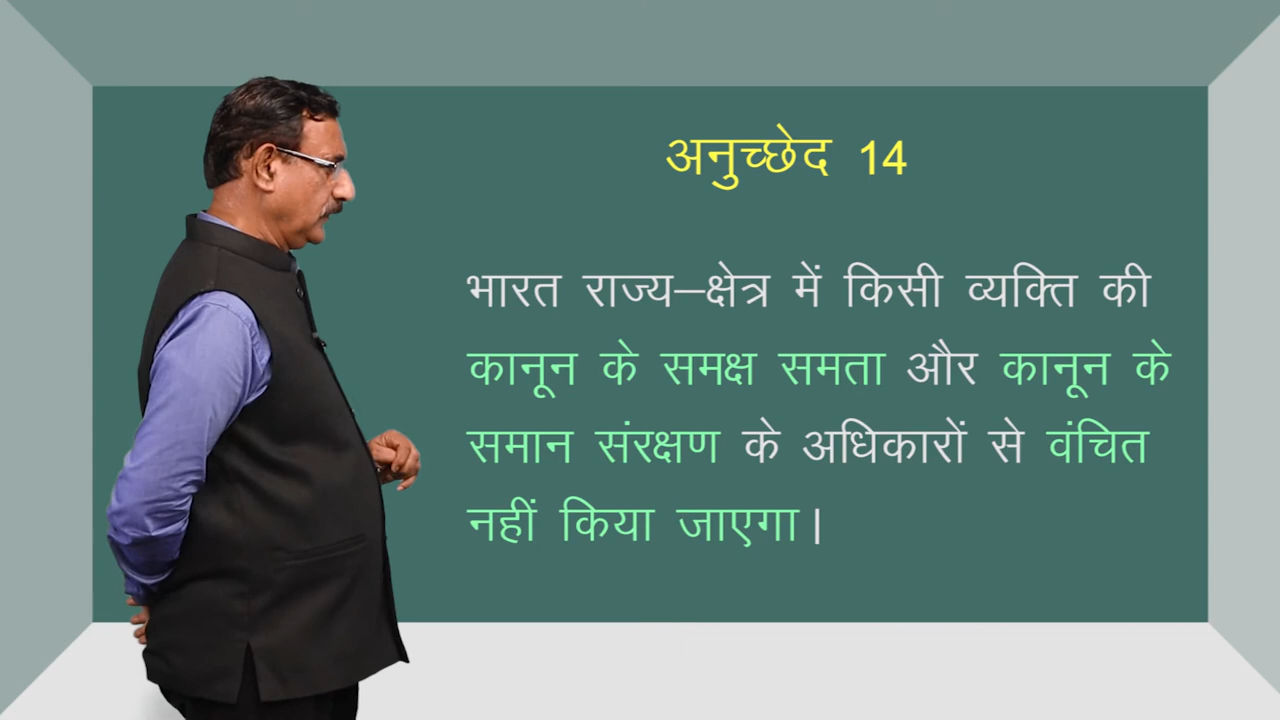 अनुच्छेद 14
भारत राज्य–क्षेत्र में किसी व्यक्ति की
कानून के समक्ष समता और कानून के
समान संरक्षण के अधिकारों से वंचित
नहीं किया जाएगा।